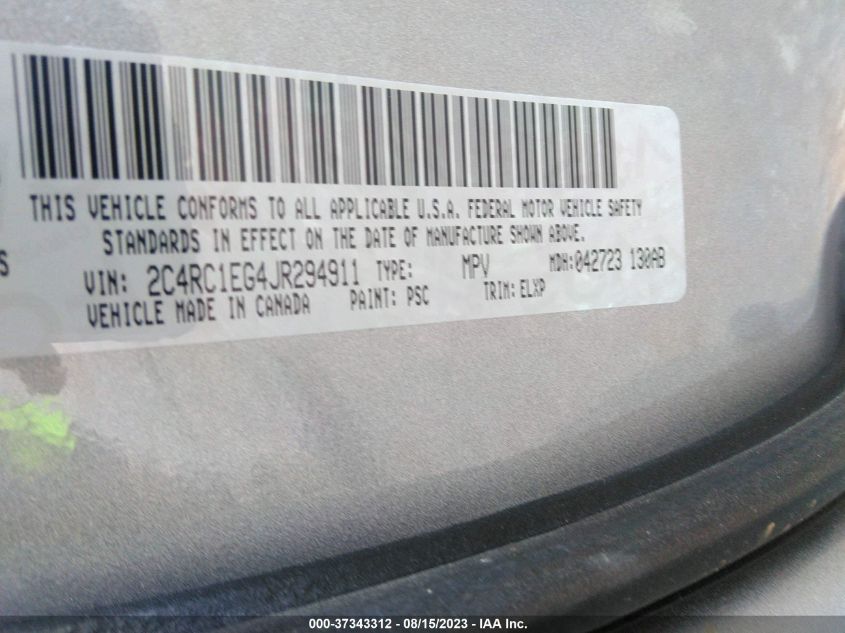 THIS VEHICLE CONFORMS TO ALL APPLICABLE U.S.A. FEDERAL MOTOR VEHICLE SAFETY
STANDARDS IN EFFECT ON THE DATE OF MANUFACTURE SHOWN ABOVE.
VIN: 2C4RC1EG4JR294911 TYPE: MPV MDH:042723 130AB
VEHICLE MADE IN CANADA PAINT: PSC TRIM:ELXP
000-37343312 - 08/15/2023 - IAA Inc.